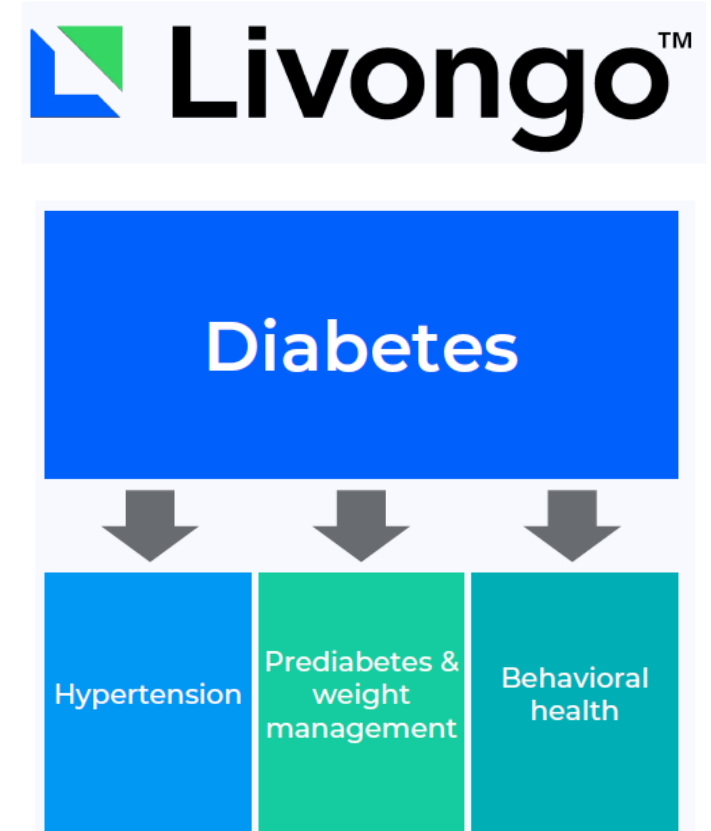 Livongo™
Diabetes
Hypertension
Prediabetes &
weight
management
Behavioral
health